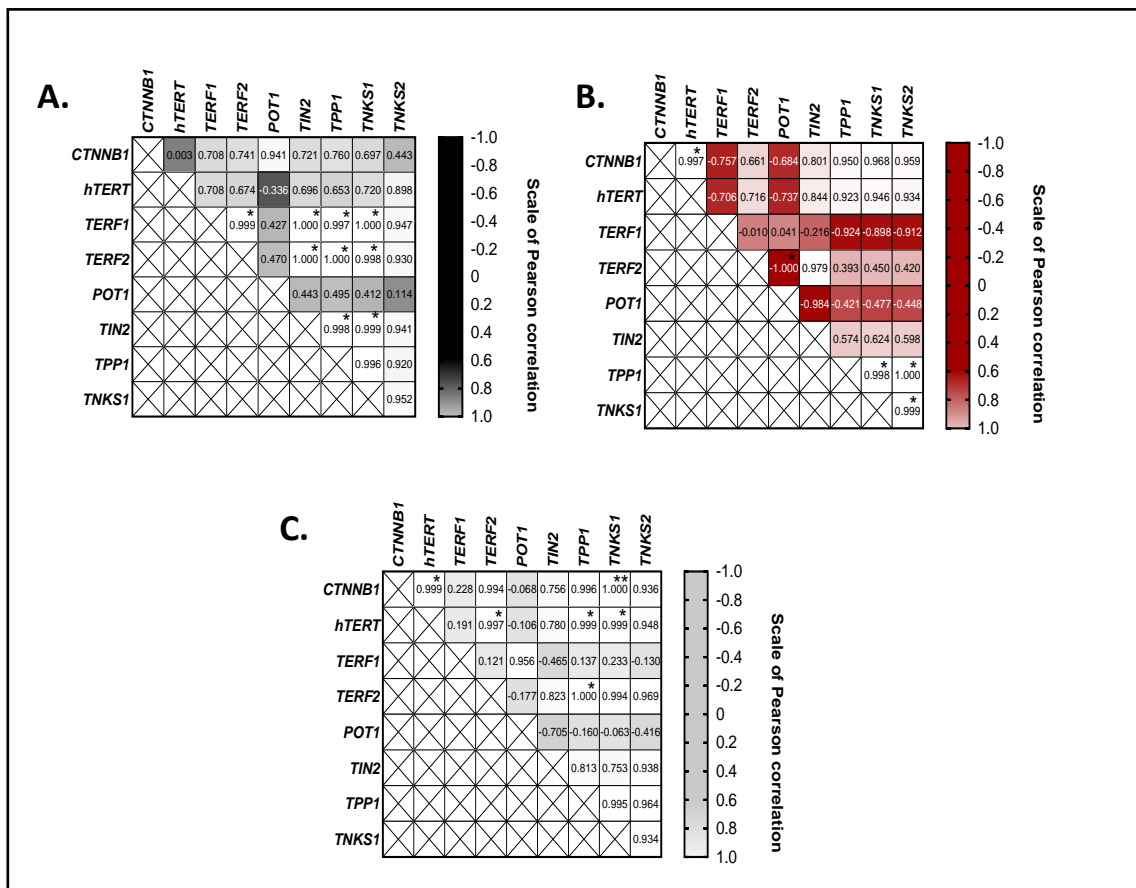 A.
CTNNB1 hTERT TERF1 TERF2 POT1 TIN2 TPP1 TNKS1 TNKS2
CTNNB1 0.003 0.708 0.741 0.941 0.721 0.760 0.697 0.443
hTERT 0.708 0.674 -0.336 0.696 0.653 0.720 0.898
* * * *
TERF1 0.999 0.427 1.000 0.997 1.000 0.947
* * *
TERF2 0.470 1.000 1.000 0.998 0.930
POT1 0.443 0.495 0.412 0.114
* *
TIN2 0.998 0.999 0.941
TPP1 0.996 0.920
TNKS1 0.952
-1.0
-0.8
-0.6
-0.4
-0.2
0
0.2
0.4
0.6
0.8
1.0
Scale of Pearson correlation
B.
CTNNB1 hTERT TERF1 TERF2 POT1 TIN2 TPP1 TNKS1 TNKS2
*
CTNNB1 0.997 -0.757 0.661 -0.684 0.801 0.950 0.968 0.959
hTERT -0.706 0.716 -0.737 0.844 0.923 0.946 0.934
TERF1 -0.010 0.041 -0.216 -0.924 -0.898 -0.912
*
TERF2 -1.000 0.979 0.393 0.450 0.420
POT1 -0.984 -0.421 -0.477 -0.448
TIN2 0.574 0.624 0.598
* *
TPP1 0.998 1.000
*
TNKS1 0.999
-1.0
-0.8
-0.6
-0.4
-0.2
0
0.2
0.4
0.6
0.8
1.0
Scale of Pearson correlation
C.
CTNNB1 hTERT TERF1 TERF2 POT1 TIN2 TPP1 TNKS1 TNKS2
* **
CTNNB1 0.999 0.228 0.994 -0.068 0.756 0.996 1.000 0.936
* * *
hTERT 0.191 0.997 -0.106 0.780 0.999 0.999 0.948
TERF1 0.121 0.956 -0.465 0.137 0.233 -0.130
*
TERF2 -0.177 0.823 1.000 0.994 0.969
POT1 -0.705 -0.160 -0.063 -0.416
TIN2 0.813 0.753 0.938
TPP1 0.995 0.964
TNKS1 0.934
-1.0
-0.8
-0.6
-0.4
-0.2
0
0.2
0.4
0.6
0.8
1.0
Scale of Pearson correlation